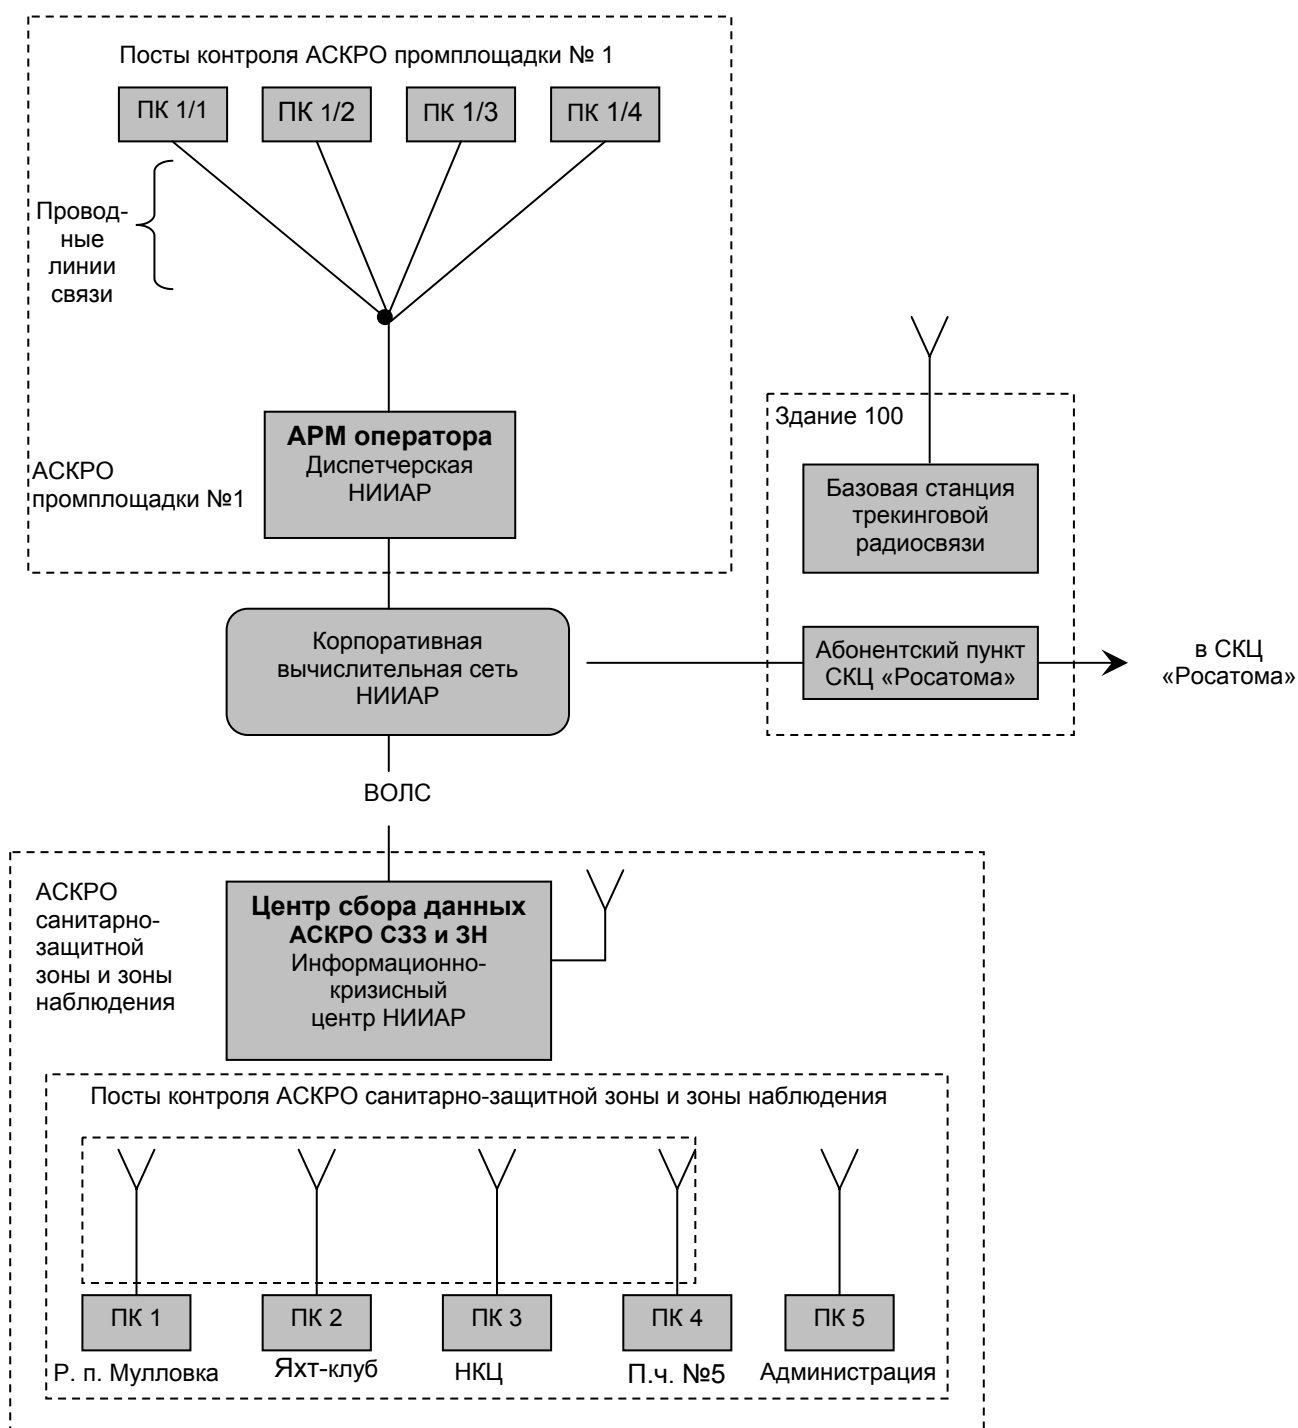 Посты контроля АСКРО промплощадки № 1
ПК 1/1
ПК 1/2
ПК 1/3
ПК 1/4
Провод-
ные
линии
связи
АРМ оператора
Диспетчерская
НИИАР
АСКРО
промплощадки №1
Здание 100
Базовая станция
трекинговой
радиосвязи
Корпоративная
вычислительная сеть
НИИАР
Абонентский пункт
СКЦ «Росатома»
в СКЦ
«Росатома»
ВОЛС
АСКРО
санитарно-
защитной
зоны и зоны
наблюдения
Центр сбора данных
АСКРО СЗЗ и ЗН
Информационно-
кризисный
центр НИИАР
Посты контроля АСКРО санитарно-защитной зоны и зоны наблюдения
ПК 1
ПК 2
ПК 3
ПК 4
ПК 5
Р. п. Мулловка
Яхт-клуб
НКЦ
П.ч. №5
Администрация